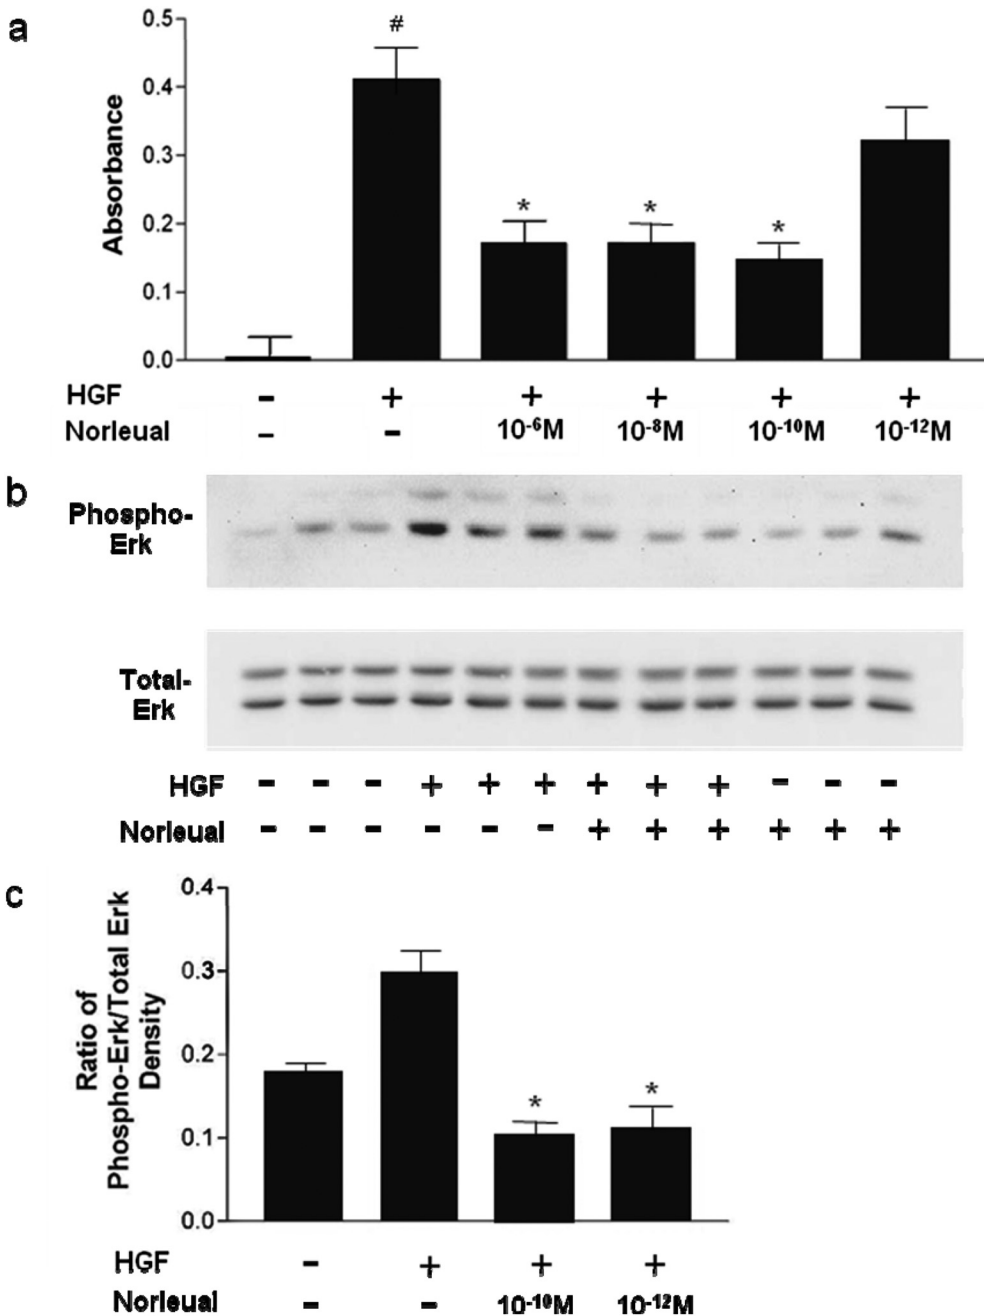 a
Absorbance
0.5
0.4
0.3
0.2
0.1
0.0
#
* * *
HGF - + + + + +
Norleual - - 10⁻⁶M 10⁻⁸M 10⁻¹⁰M 10⁻¹²M
b
Phospho-
Erk
Total-
Erk
HGF - - - + + + + + + - - -
Norleual - - - - - - + + + + + +
c
Ratio of
Phospho-Erk/Total Erk
Density
0.4
0.3
0.2
0.1
0.0
* *
HGF - + + +
Norleual - - 10⁻¹⁰M 10⁻¹²M